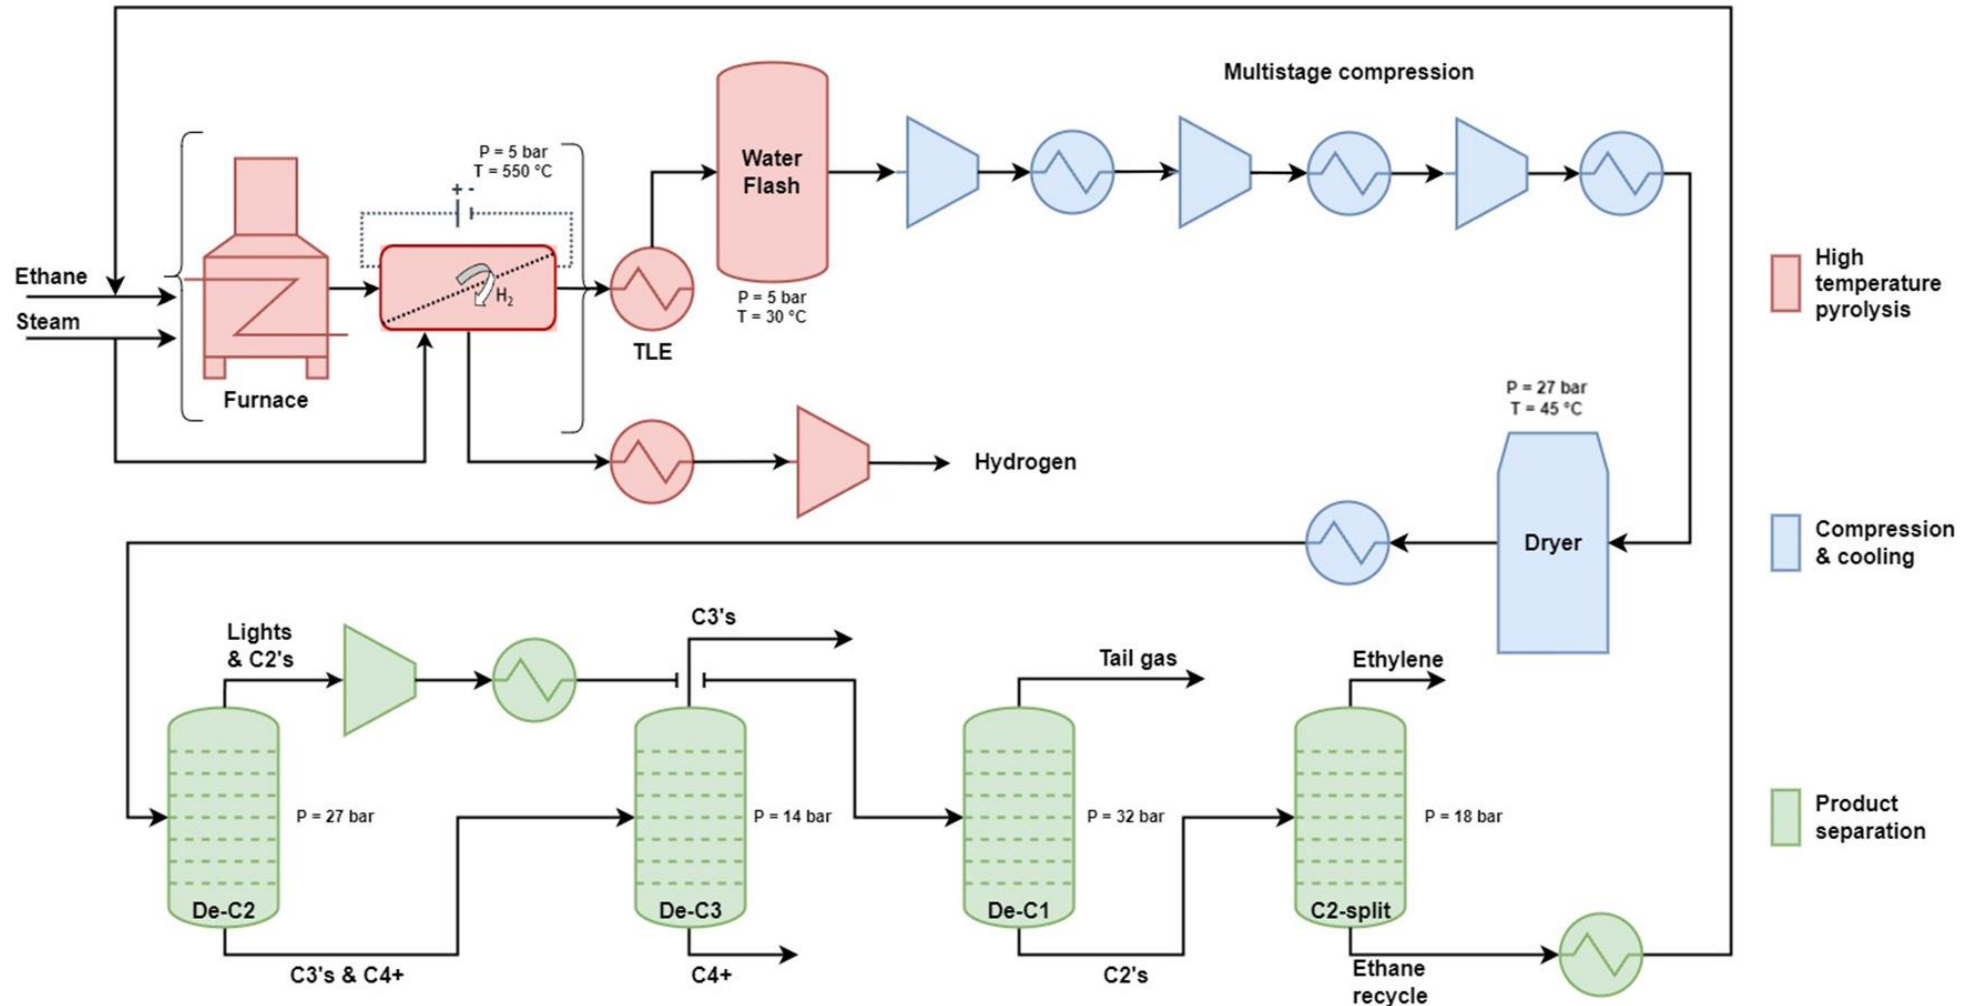 Multistage compression
P = 5 bar
T = 550 °C
+ -
Water
Flash
Ethane
Steam
H₂
P = 5 bar
T = 30 °C
TLE
Furnace
High
temperature
pyrolysis
P = 27 bar
T = 45 °C
Hydrogen
Dryer
Compression
& cooling
Lights
& C2's
C3's
Tail gas
Ethylene
P = 27 bar
P = 14 bar
P = 32 bar
P = 18 bar
Product
separation
De-C2
De-C3
De-C1
C2-split
C3's & C4+
C4+
C2's
Ethane
recycle